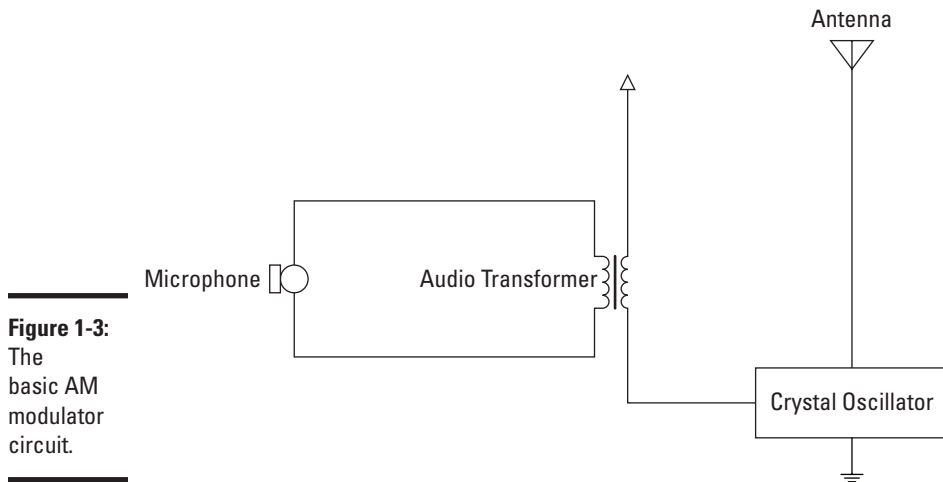 Antenna
Microphone
Audio Transformer
Crystal Oscillator
Figure 1-3:
The
basic AM
modulator
circuit.